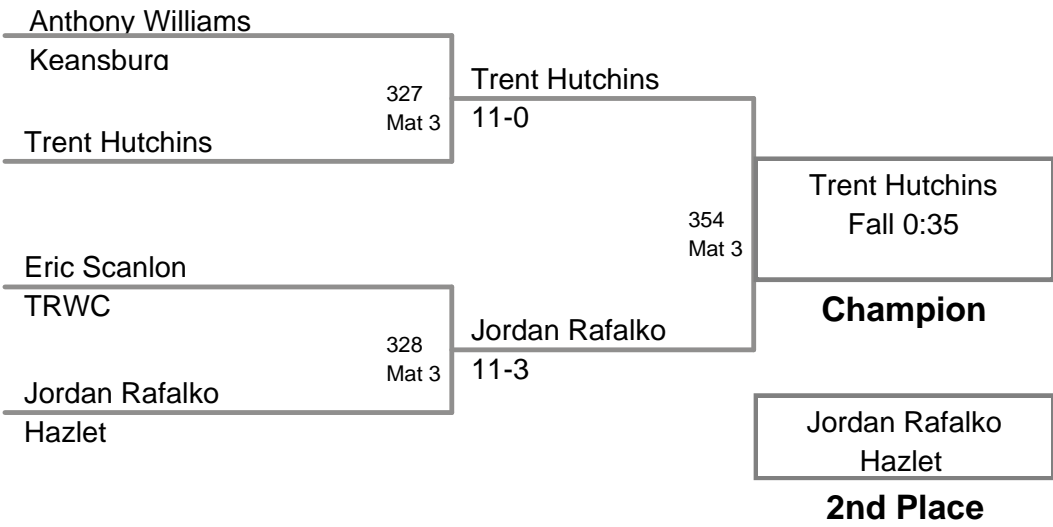 Anthony Williams
Keansburg
327
Mat 3
Trent Hutchins
Trent Hutchins
11-0
Eric Scanlon
TRWC
328
Mat 3
Jordan Rafalko
Hazlet
Jordan Rafalko
11-3
354
Mat 3
Trent Hutchins
Fall 0:35
Champion
Jordan Rafalko
Hazlet
2nd Place